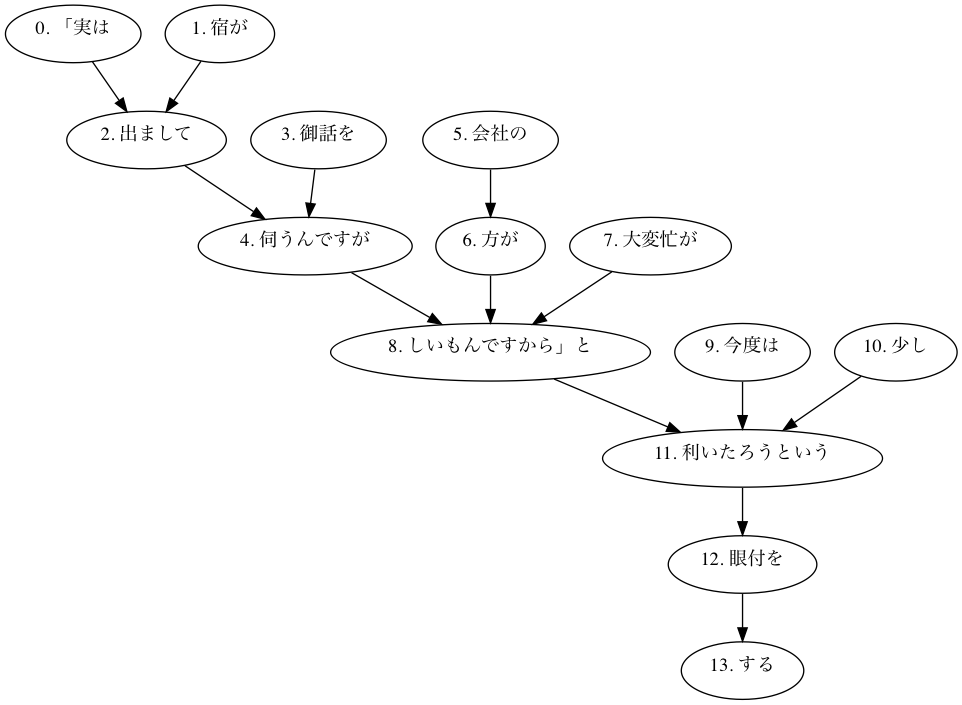 0. 「実は
1. 宿が
2. 出まして
3. 御話を
5. 会社の
4. 伺うんですが
6. 方が
7. 大変忙が
8. しいもんですから」と
9. 今度は
10. 少し
11. 利いたろうという
12. 眼付を
13. する